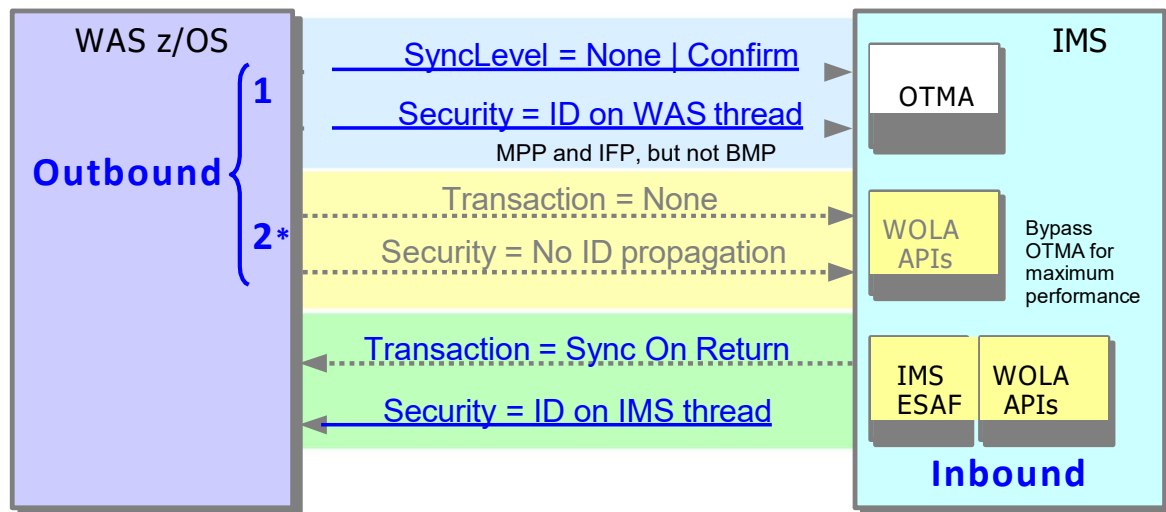 WAS z/OS
IMS
SyncLevel = None | Confirm
1
OTMA
Security = ID on WAS thread
MPP and IFP, but not BMP
Outbound
Transaction = None
2*
WOLA
APIs
Bypass
OTMA for
maximum
performance
Security = No ID propagation
Transaction = Sync On Return
IMS
ESAF
WOLA
APIs
Security = ID on IMS thread
Inbound